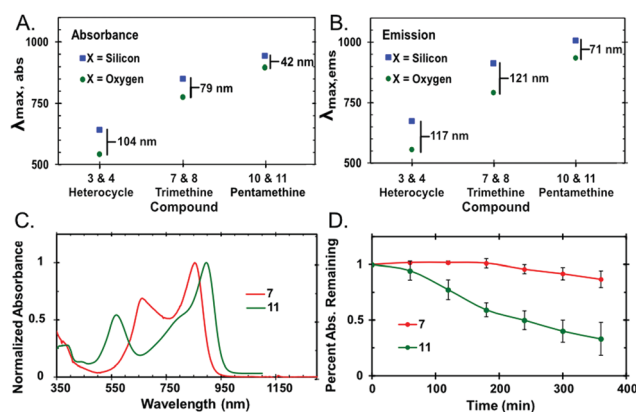 A.
Absorbance
X = Silicon
X = Oxygen
λmax, abs
1000
750
500
104 nm
79 nm
42 nm
3 & 4
7 & 8
10 & 11
Heterocycle
Trimethine
Pentamethine
Compound
B.
Emission
X = Silicon
X = Oxygen
λmax,ems
1000
750
500
117 nm
121 nm
71 nm
3 & 4
7 & 8
10 & 11
Heterocycle
Trimethine
Pentamethine
Compound
C.
Normalized Absorbance
1
0.5
0
7
11
350 550 750 950 1150
Wavelength (nm)
D.
Percent Abs. Remaining
1
0.5
0
7
11
0 100 200 300 400
Time (min)